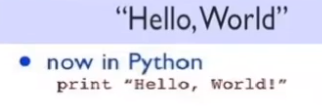 “Hello, World”
• now in Python
print “Hello, World!”